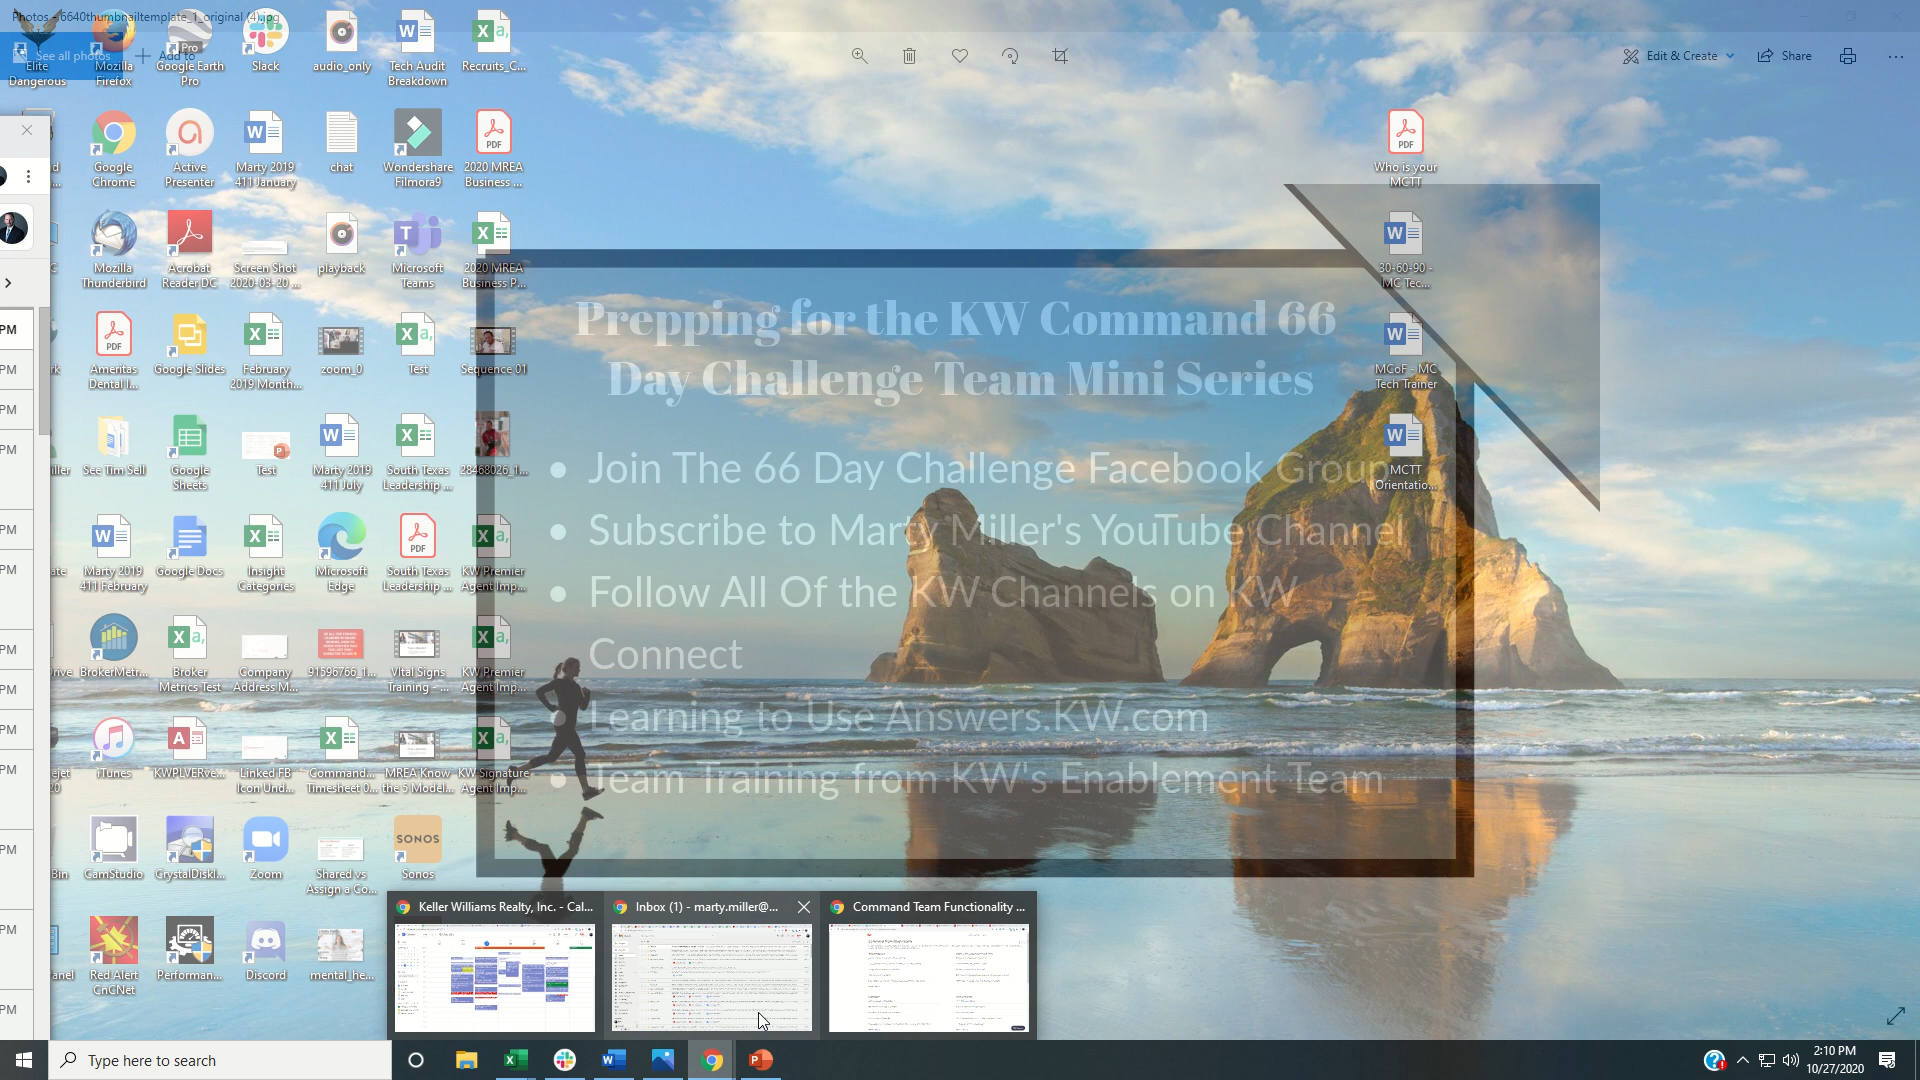 Photos - 6640thumbnailtemplate_1_original (4).jpg
See all photos
Add to
Edit & Create
Share
Elite Dangerous
Mozilla Firefox
Google Earth Pro
Slack
audio_only
Tech Audit Breakdown
Recruits_C...
Google Chrome
Active Presenter
Marty 2019 411 January
chat
Wondershare Filmora9
2020 MREA Business ...
Who is your MCTT
Mozilla Thunderbird
Acrobat Reader DC
Screen Shot 2020-03-20 ...
playback
Microsoft Teams
2020 MREA Business P...
30-60-90 - MC Tec...
Ameritas Dental I...
Google Slides
February 2019 Month...
zoom_0
Test
Sequence 01
MCoF - MC Tech Trainer
See Tim Sell
Google Sheets
Test
Marty 2019 411 July
South Texas Leadership ...
28468026_1...
MCTT Orientatio...
Marty 2019 411 February
Google Docs
Insight Categories
Microsoft Edge
South Texas Leadership ...
KW Premier Agent Imp...
BrokerMetr...
Broker Metrics Test
Company Address M...
91596766_1...
Vital Signs Training - ...
KW Premier Agent Imp...
iTunes
KWPLVERve...
Linked FB Icon Und...
Command... Timesheet 0...
MREA Know the 5 Model...
KW Signature Agent Imp...
CamStudio
CrystalDiskI...
Zoom
Shared vs Assign a Co...
Sonos
Red Alert CnCNet
Performan...
Discord
mental_he...
Prepping for the KW Command 66
Day Challenge Team Mini Series
Join The 66 Day Challenge Facebook Group
Subscribe to Marty Miller's YouTube Channel
Follow All Of the KW Channels on KW
Connect
Learning to Use Answers.KW.com
Team Training from KW's Enablement Team
Keller Williams Realty, Inc. - Cal...
Inbox (1) - marty.miller@...
Command Team Functionality ...
Type here to search
2:10 PM
10/27/2020